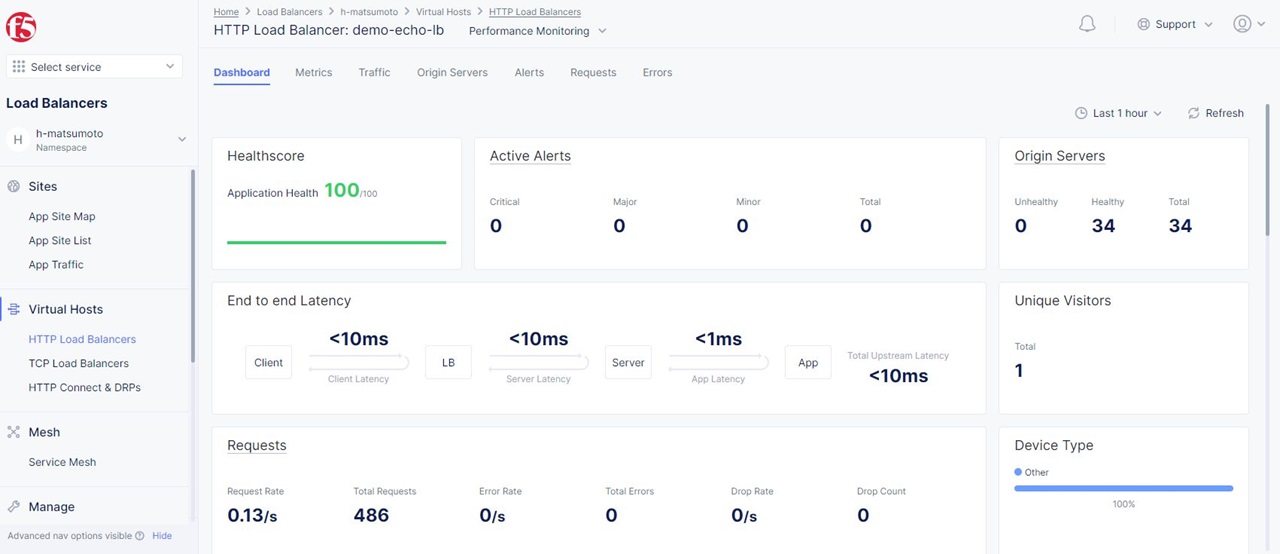 f5
Select service
Load Balancers
H
h-matsumoto
Namespace
Sites
App Site Map
App Site List
App Traffic
Virtual Hosts
HTTP Load Balancers
TCP Load Balancers
HTTP Connect & DRPs
Mesh
Service Mesh
Manage
Advanced nav options visible Hide
Home > Load Balancers > h-matsumoto > Virtual Hosts > HTTP Load Balancers
HTTP Load Balancer: demo-echo-lb Performance Monitoring
Support
Dashboard Metrics Traffic Origin Servers Alerts Requests Errors
Last 1 hour Refresh
Healthscore
Application Health 100/100
Active Alerts
Critical Major Minor Total
0 0 0 0
Origin Servers
Unhealthy Healthy Total
0 34 34
End to end Latency
<10ms <10ms <1ms
Client LB Server App
Client Latency Server Latency App Latency
Total Upstream Latency
<10ms
Unique Visitors
Total
1
Requests
Request Rate Total Requests Error Rate Total Errors Drop Rate Drop Count
0.13/s 486 0/s 0 0/s 0
Device Type
Other
100%